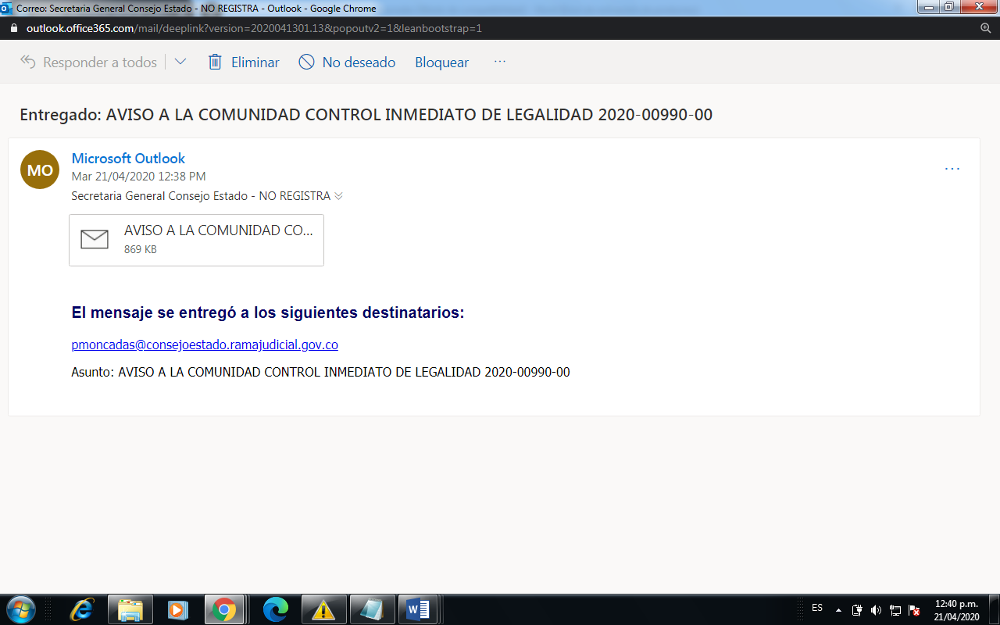 Correo: Secretaria General Consejo Estado - NO REGISTRA - Outlook - Google Chrome
outlook.office365.com/mail/deeplink?version=2020041301.13&popoutv2=1&leanbootstrap=1
Responder a todos Eliminar No deseado Bloquear ...
Entregado: AVISO A LA COMUNIDAD CONTROL INMEDIATO DE LEGALIDAD 2020-00990-00
MO
Microsoft Outlook
Mar 21/04/2020 12:38 PM
...
Secretaria General Consejo Estado - NO REGISTRA
AVISO A LA COMUNIDAD CO...
869 KB
El mensaje se entregó a los siguientes destinatarios:
pmoncadas@consejoestado.ramajudicial.gov.co
Asunto: AVISO A LA COMUNIDAD CONTROL INMEDIATO DE LEGALIDAD 2020-00990-00
ES
12:40 p.m.
21/04/2020